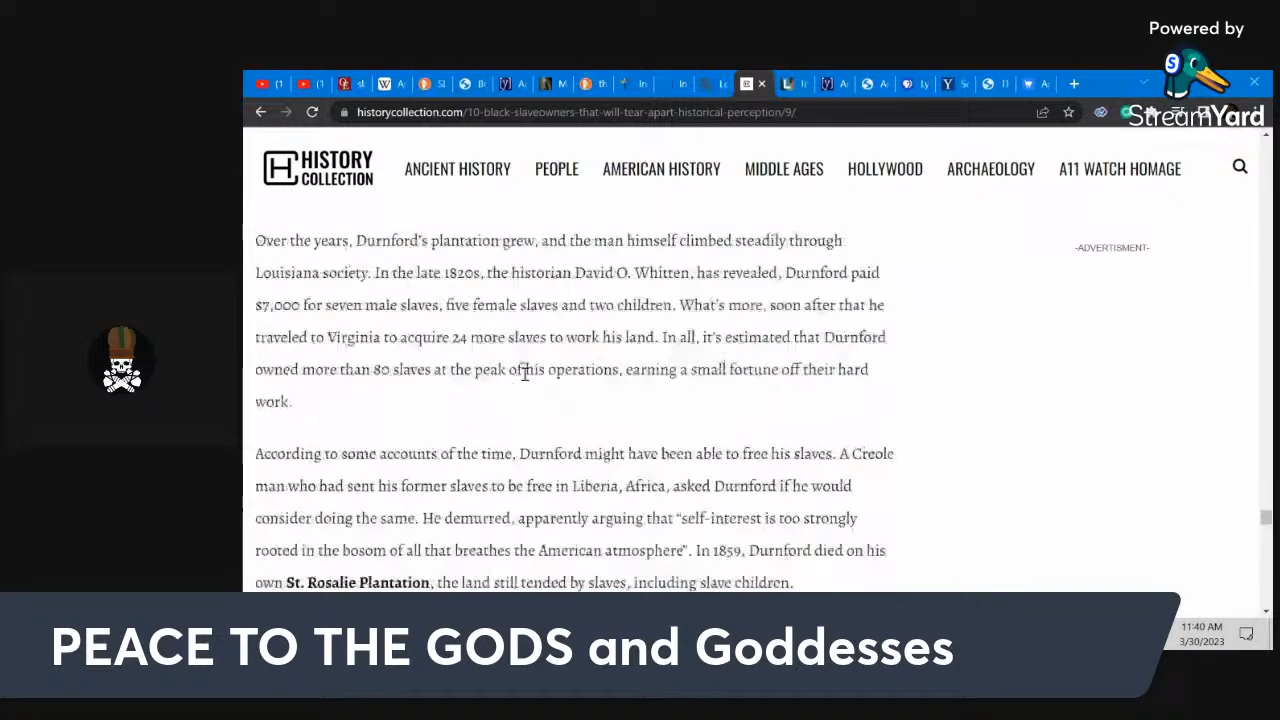 Powered by
StreamYard
historycollection.com/10-black-slaveowners-that-will-tear-apart-historical-perception/9/
HISTORY
COLLECTION
ANCIENT HISTORY PEOPLE AMERICAN HISTORY MIDDLE AGES HOLLYWOOD ARCHAEOLOGY A11 WATCH HOMAGE
-ADVERTISMENT-
Over the years, Durnford's plantation grew, and the man himself climbed steadily through
Louisiana society. In the late 1820s, the historian David O. Whitten, has revealed, Durnford paid
$7,000 for seven male slaves, five female slaves and two children. What's more, soon after that he
traveled to Virginia to acquire 24 more slaves to work his land. In all, it's estimated that Durnford
owned more than 80 slaves at the peak of his operations, earning a small fortune off their hard
work.
According to some accounts of the time, Durnford might have been able to free his slaves. A Creole
man who had sent his former slaves to be free in Liberia, Africa, asked Durnford if he would
consider doing the same. He demurred, apparently arguing that “self-interest is too strongly
rooted in the bosom of all that breathes the American atmosphere”. In 1859, Durnford died on his
own St. Rosalie Plantation, the land still tended by slaves, including slave children.
11:40 AM
3/30/2023
PEACE TO THE GODS and Goddesses